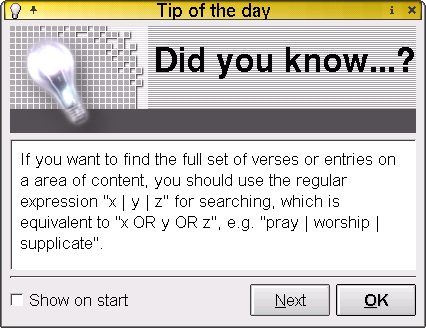 Tip of the day
Did you know...?
If you want to find the full set of verses or entries on
a area of content, you should use the regular
expression "x | y | z" for searching, which is
equivalent to "x OR y OR z", e.g. "pray | worship |
supplicate".
Show on start
Next
OK